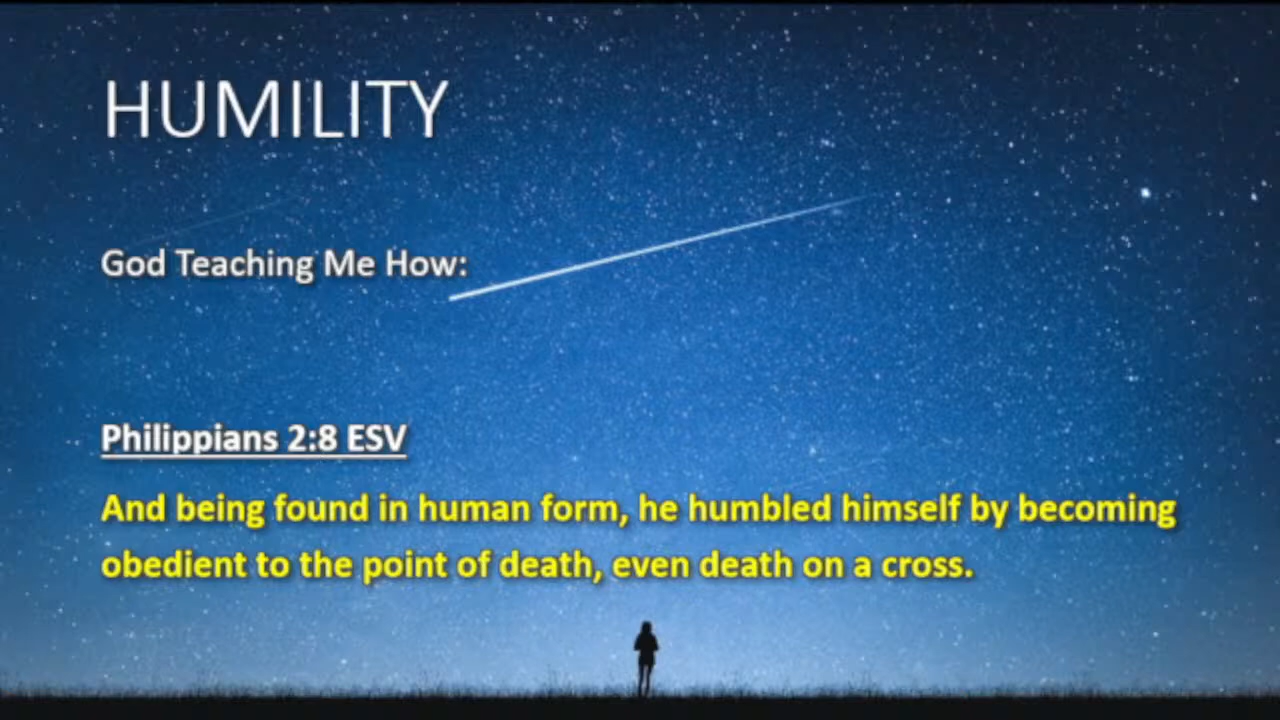 HUMILITY
God Teaching Me How:
Philippians 2:8 ESV
And being found in human form, he humbled himself by becoming
obedient to the point of death, even death on a cross.